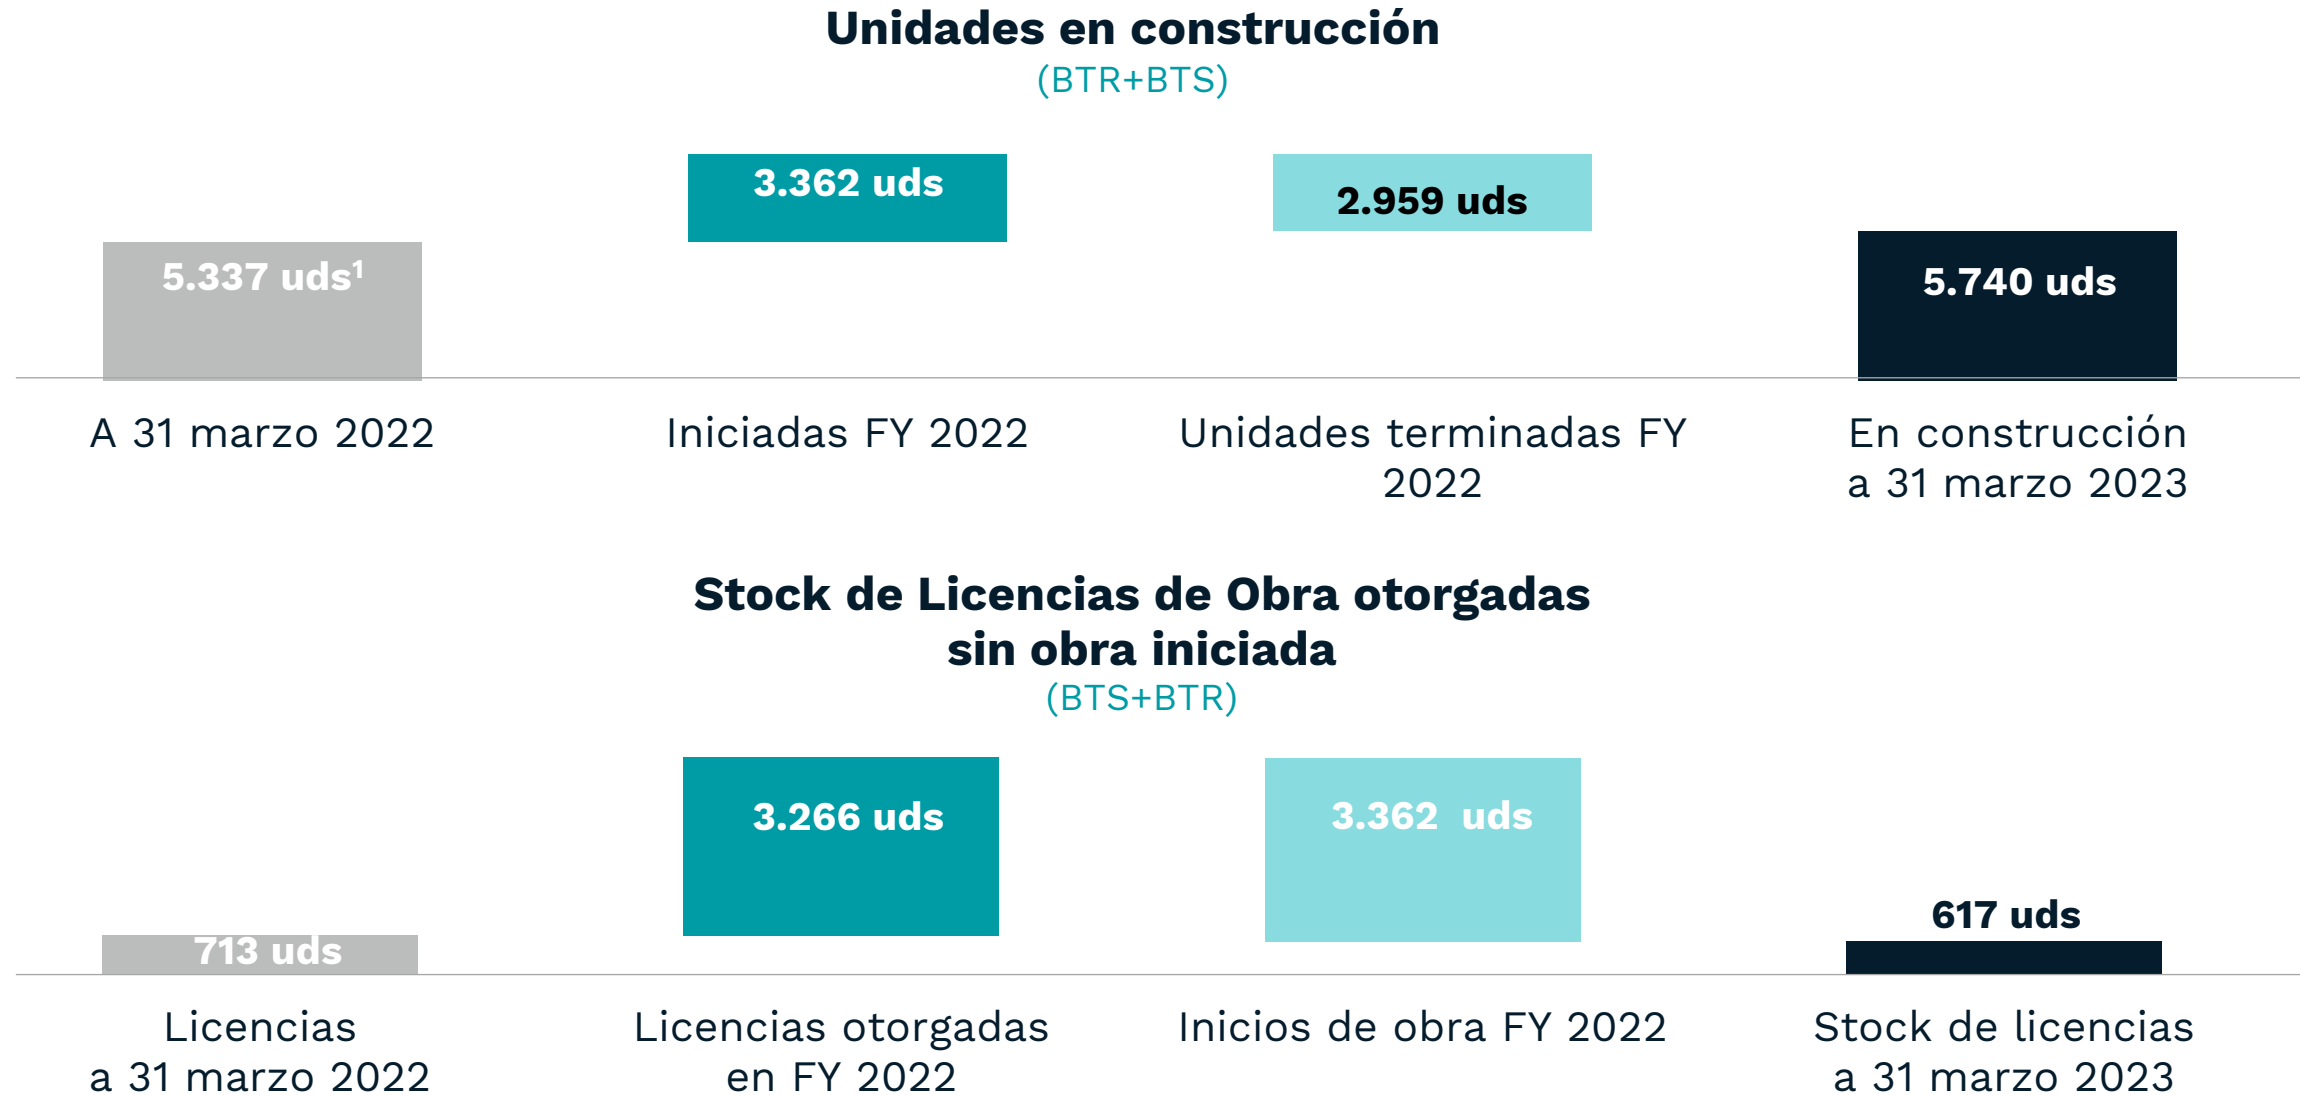 Unidades en construcción
(BTR+BTS)
3.362 uds
2.959 uds
5.337 uds¹
5.740 uds
A 31 marzo 2022
Iniciadas FY 2022
Unidades terminadas FY
2022
En construcción
a 31 marzo 2023
Stock de Licencias de Obra otorgadas
sin obra iniciada
(BTS+BTR)
3.266 uds
3.362  uds
617 uds
713 uds
Licencias
a 31 marzo 2022
Licencias otorgadas
en FY 2022
Inicios de obra FY 2022
Stock de licencias
a 31 marzo 2023